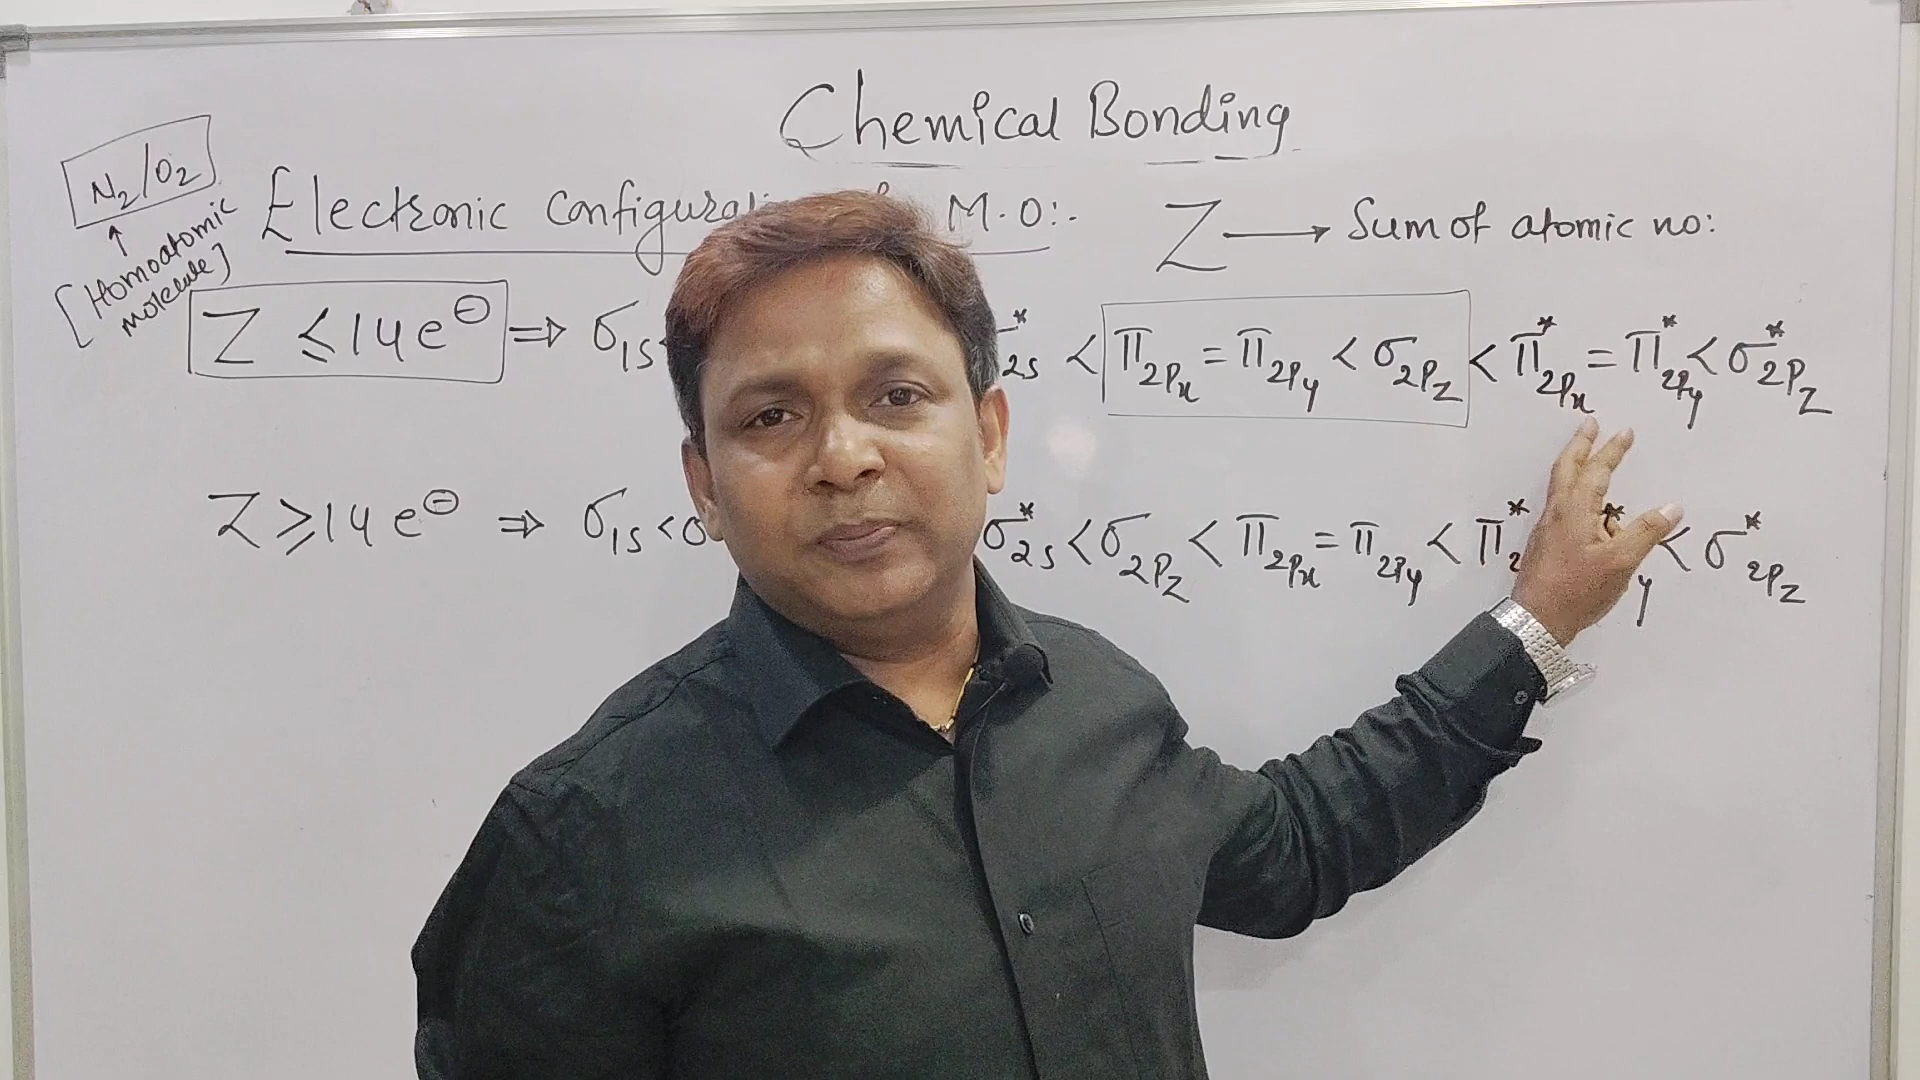 Chemical Bonding
N₂/O₂
↑
[Homoatomic
molecule]
Electronic M.O:.
Z → Sum of atomic no:
Z ≤ 14e⊖ ⇒ σ1s * 2s < π2Px = π2Py < σ2Pz < π*2Px = π*2Py < σ*2Pz
Z ≥ 14e⊖ ⇒ σ1s < σ σ*2s < σ2Pz < π2Px = π2Py < π*2 * y < σ*2Pz